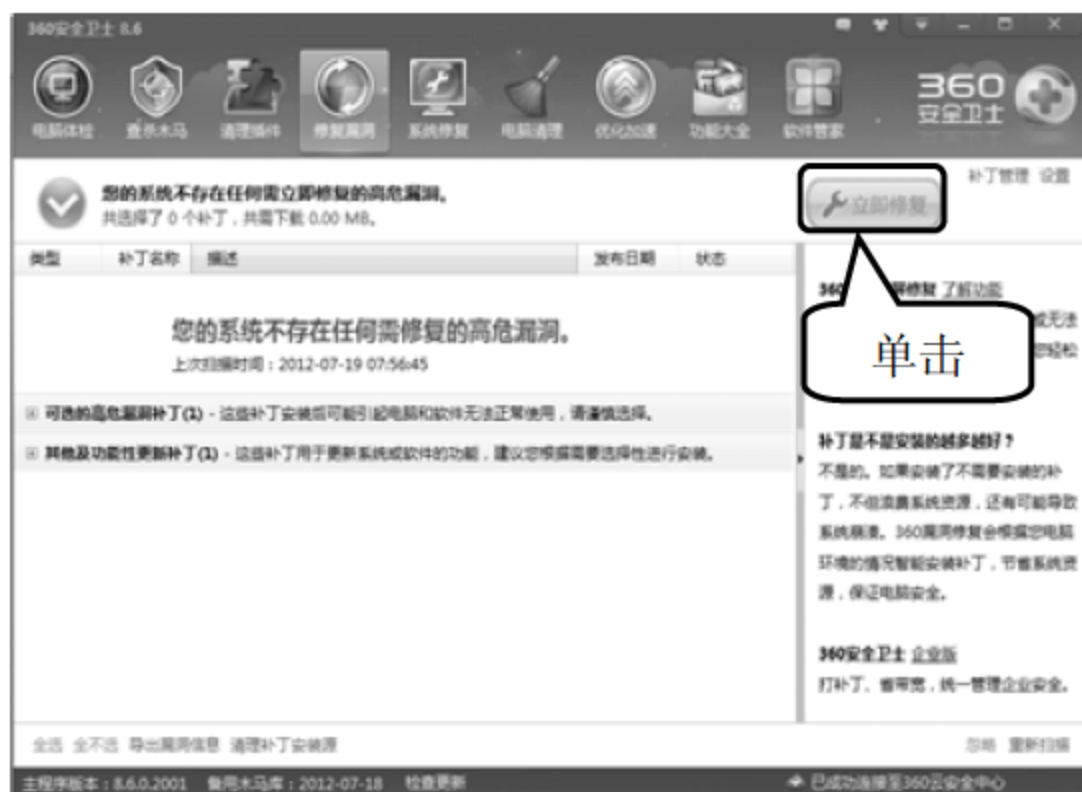 360安全卫士 8.6
电脑体检 查杀木马 清理插件 修复漏洞 系统修复 电脑清理 优化加速 功能大全 软件管家
360
安全卫士
您的系统不存在任何需立即修复的高危漏洞。
共选择了 0 个补丁，共需下载 0.00 MB。
立即修复
补丁管理 设置
类型 补丁名称 描述 发布日期 状态
您的系统不存在任何需修复的高危漏洞。
上次扫描时间：2012-07-19 07:56:45
可选的高危漏洞补丁(1) - 这些补丁安装后可能引起电脑和软件无法正常使用，请谨慎选择。
其他及功能性更新补丁(1) - 这些补丁用于更新系统或软件的功能，建议您根据需要选择性进行安装。
360 修复 了解功能
或无法
您轻松
单击
补丁是不是安装的越多越好？
不是的。如果安装了不需要安装的补
丁，不但浪费系统资源，还有可能导致
系统崩溃。360漏洞修复会根据您电脑
环境的情况智能安装补丁，节省系统资
源，保证电脑安全。
360安全卫士 企业版
打补丁、省带宽，统一管理企业安全。
全选 全不选 导出漏洞信息 清理补丁安装源
忽略 重新扫描
主程序版本：8.6.0.2001 备用木马库：2012-07-18 检查更新
已成功连接至360云安全中心